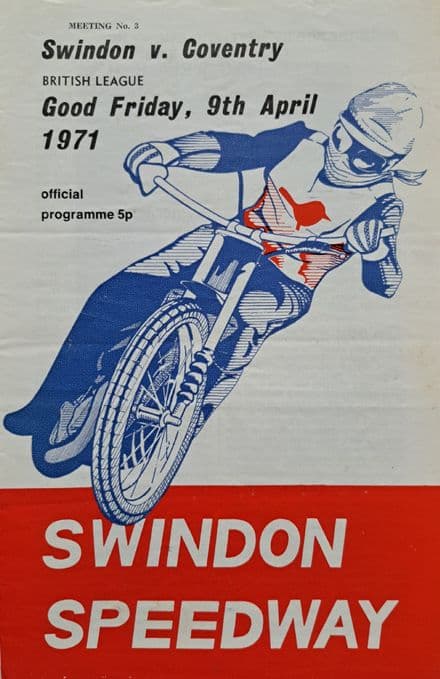 MEETING No. 3
Swindon v. Coventry
BRITISH LEAGUE
Good Friday, 9th April
1971
official
programme 5p
SWINDON
SPEEDWAY